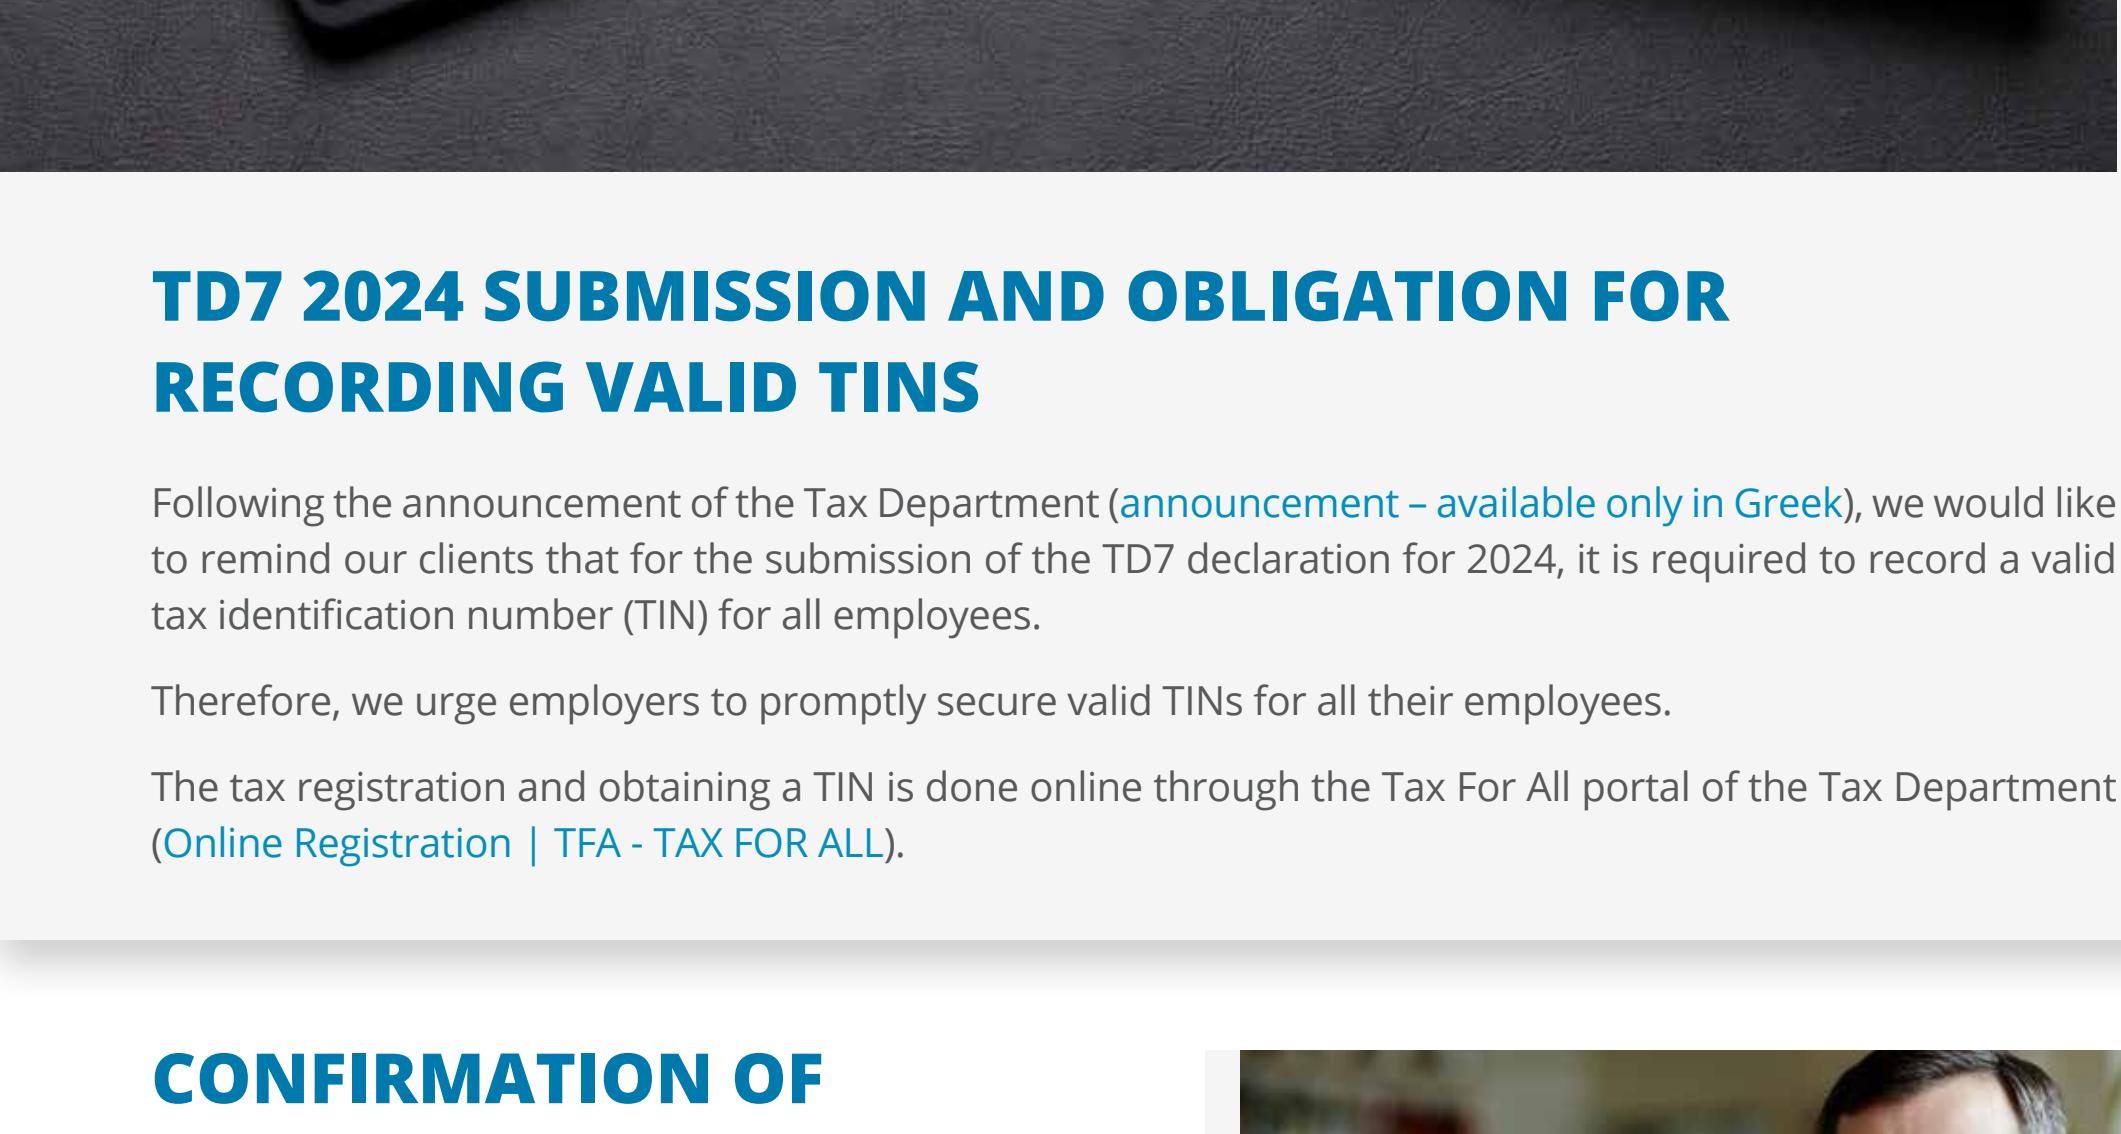 TD7 2024 SUBMISSION AND OBLIGATION FOR
RECORDING VALID TINS
Following the announcement of the Tax Department (announcement – available only in Greek), we would like
to remind our clients that for the submission of the TD7 declaration for 2024, it is required to record a valid
tax identification number (TIN) for all employees.
Therefore, we urge employers to promptly secure valid TINs for all their employees.
The tax registration and obtaining a TIN is done online through the Tax For All portal of the Tax Department
(Online Registration | TFA - TAX FOR ALL).
CONFIRMATION OF